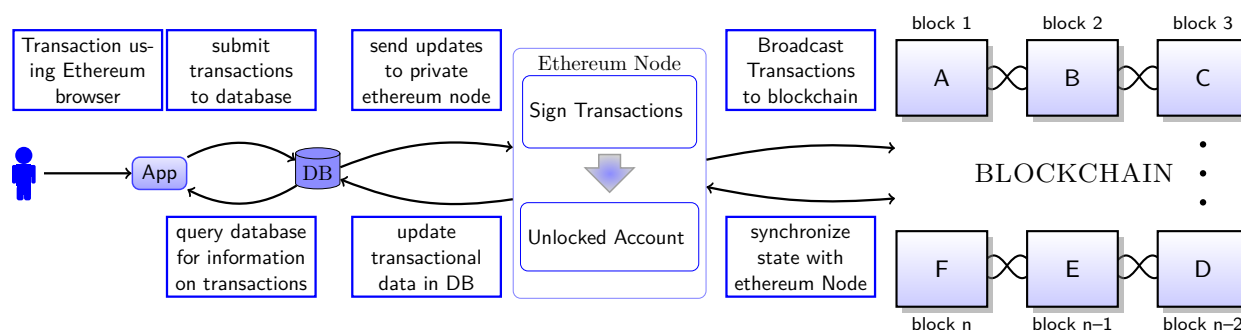 Transaction us-
ing Ethereum
browser
submit
transactions
to database
send updates
to private
ethereum node
Ethereum Node
Sign Transactions
Unlocked Account
Broadcast
Transactions
to blockchain
block 1
block 2
block 3
A
B
C
App
DB
BLOCKCHAIN
query database
for information
on transactions
update
transactional
data in DB
synchronize
state with
ethereum Node
F
E
D
block n
block n–1
block n–2